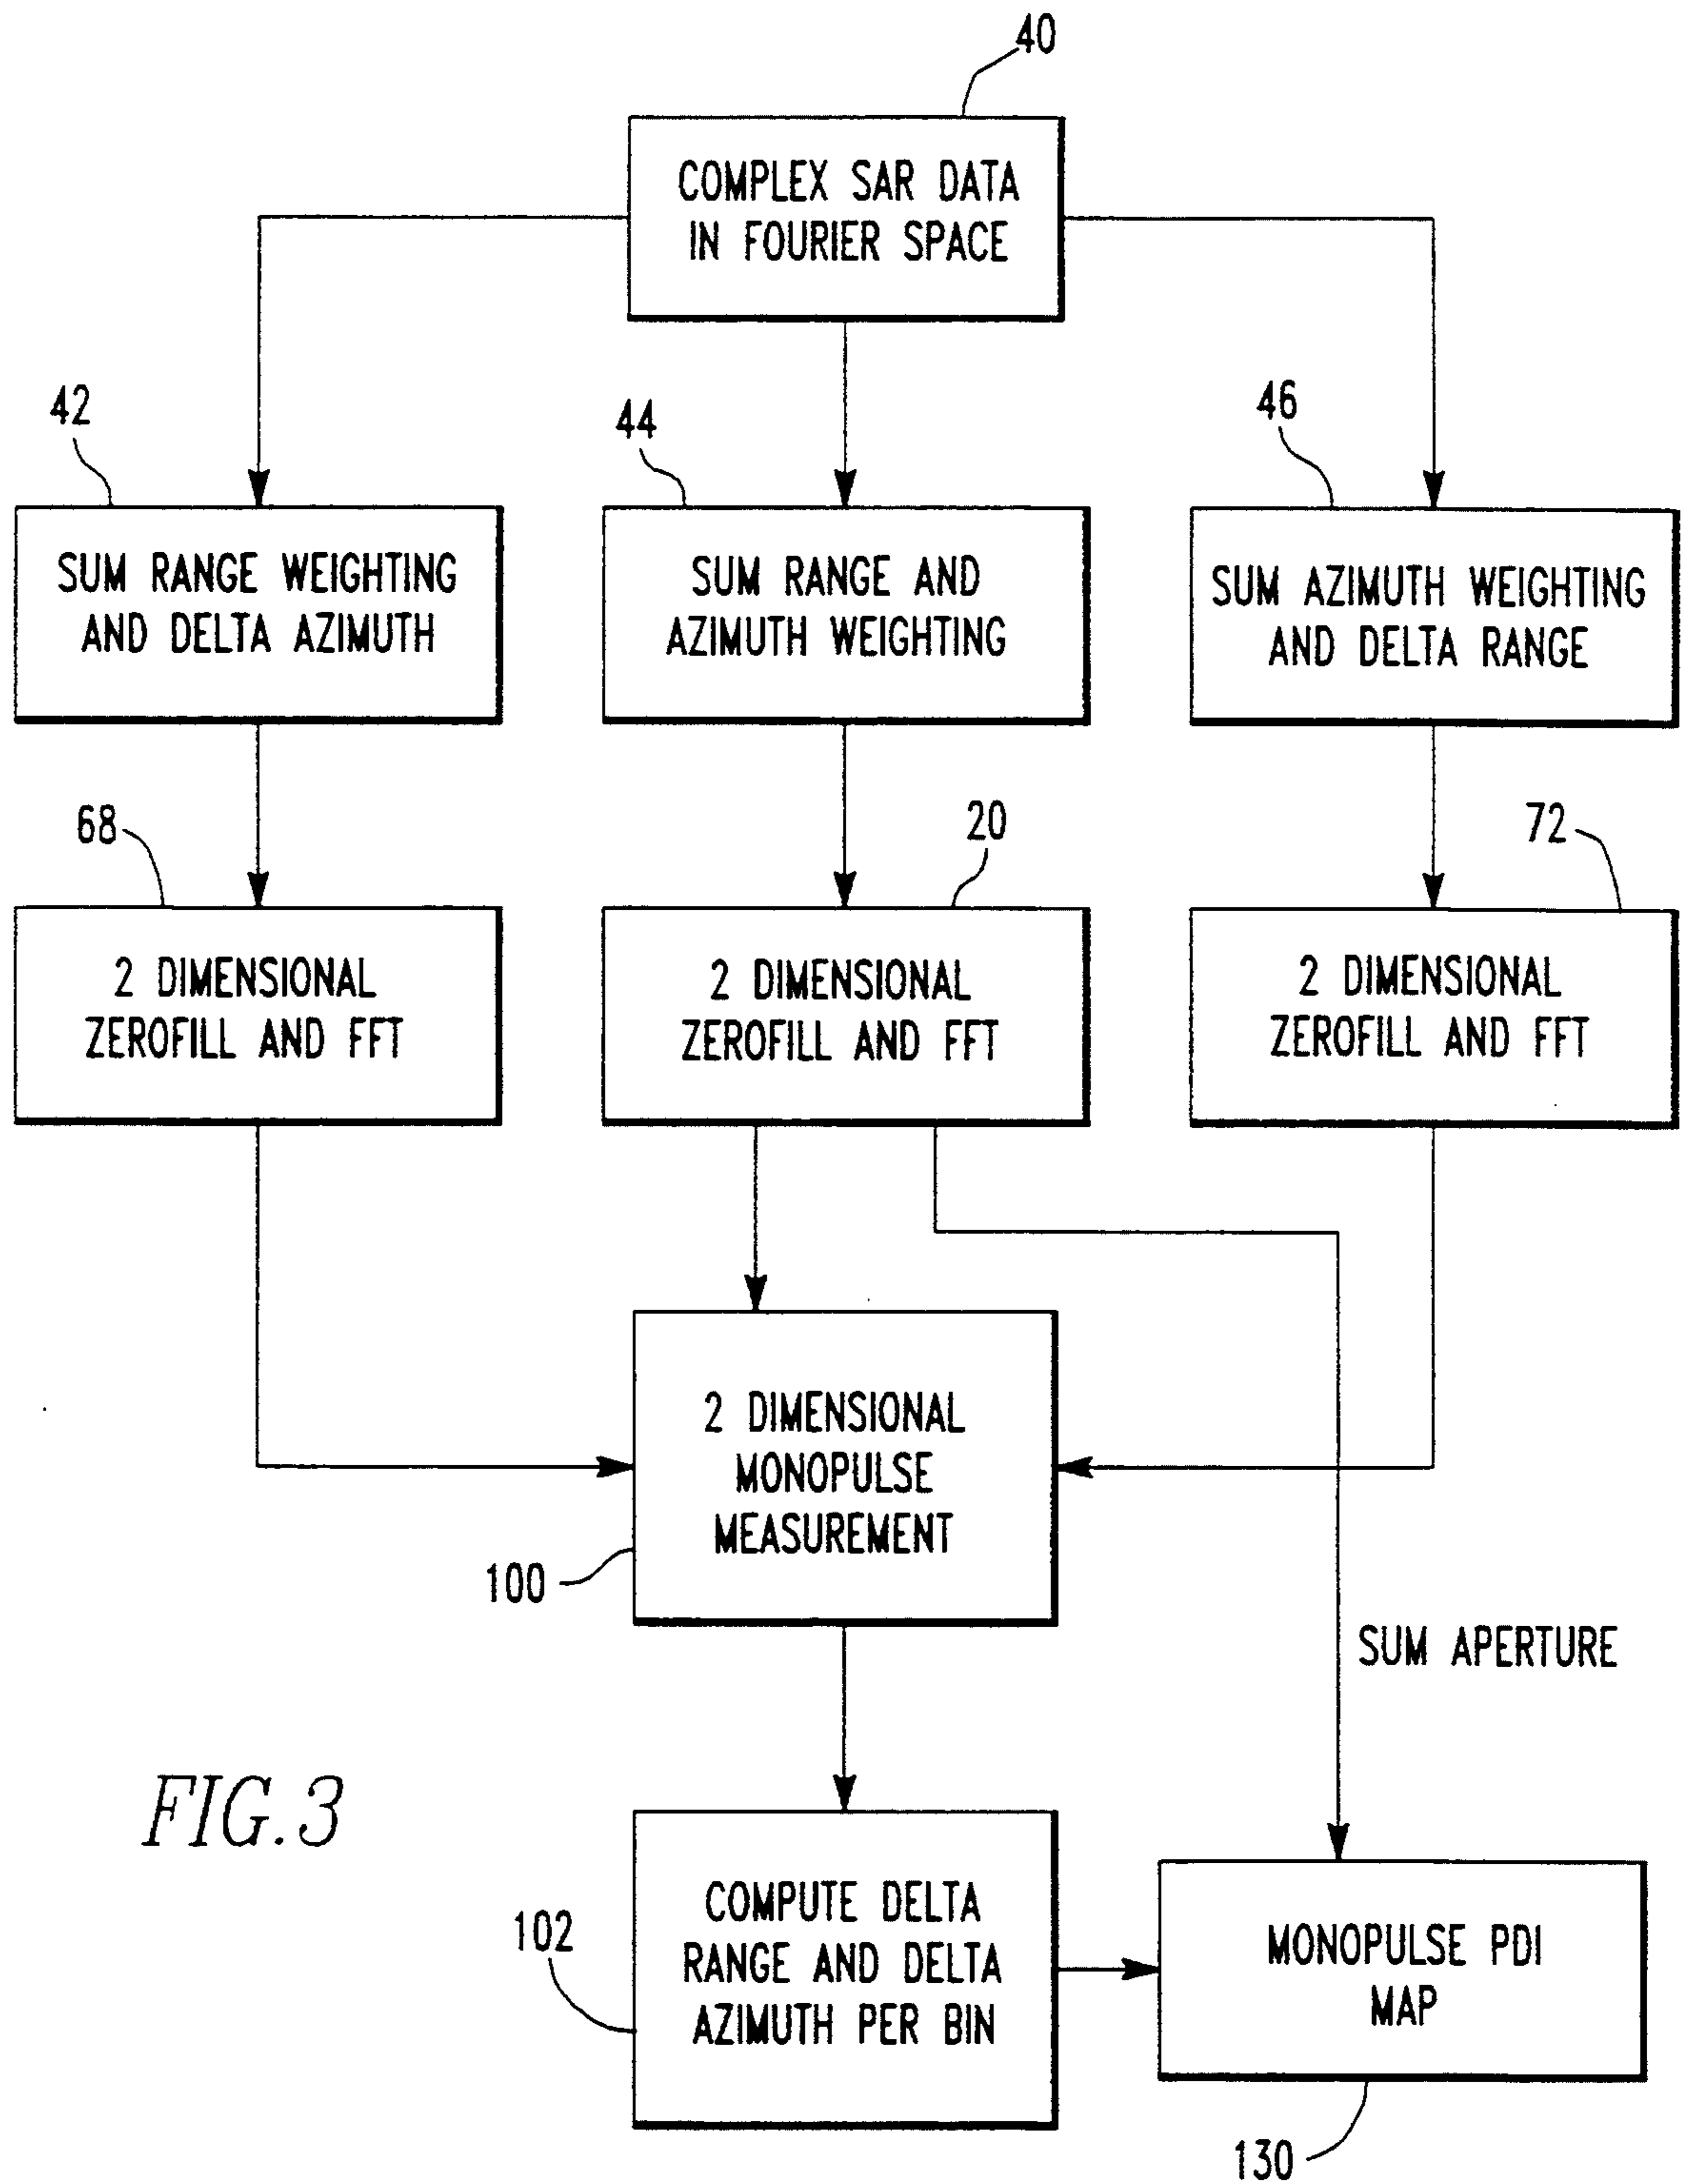 40
COMPLEX SAR DATA
IN FOURIER SPACE
42
44
46
SUM RANGE WEIGHTING
AND DELTA AZIMUTH
SUM RANGE AND
AZIMUTH WEIGHTING
SUM AZIMUTH WEIGHTING
AND DELTA RANGE
68
20
72
2 DIMENSIONAL
ZEROFILL AND FFT
2 DIMENSIONAL
ZEROFILL AND FFT
2 DIMENSIONAL
ZEROFILL AND FFT
2 DIMENSIONAL
MONOPULSE
MEASUREMENT
100
SUM APERTURE
FIG.3
COMPUTE DELTA
RANGE AND DELTA
AZIMUTH PER BIN
102
MONOPULSE PDI
MAP
130